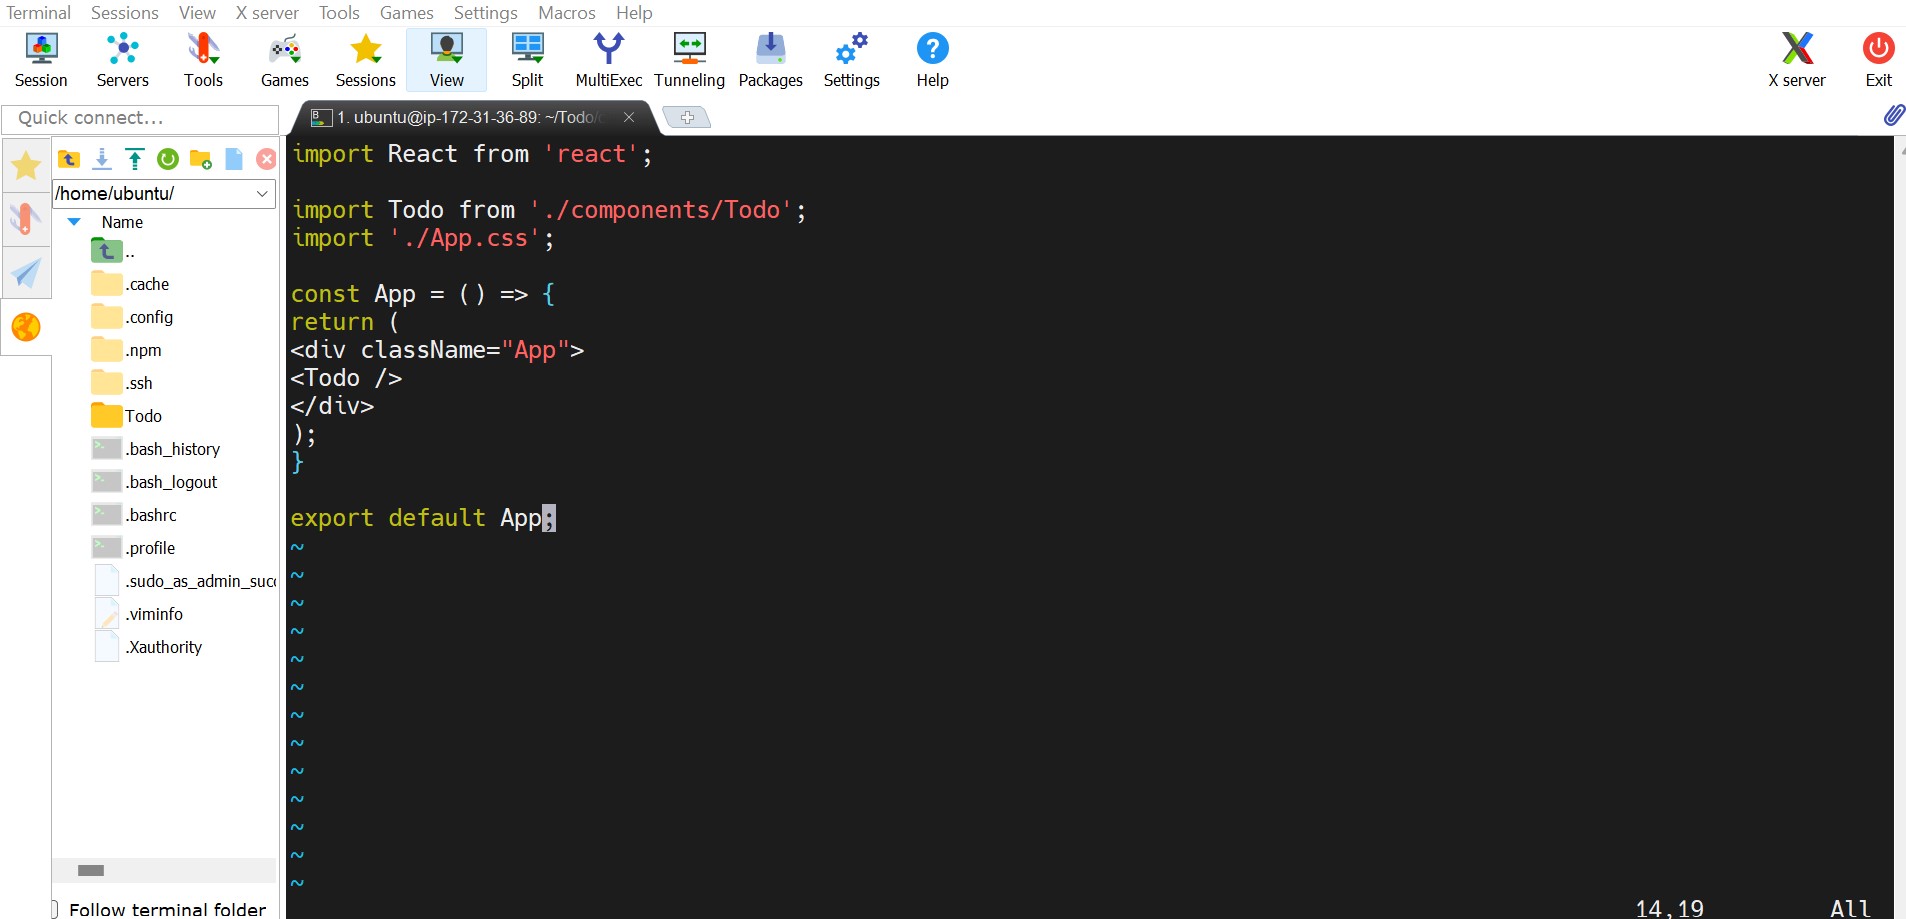 Terminal Sessions View X server Tools Games Settings Macros Help
Session Servers Tools Games Sessions View Split MultiExec Tunneling Packages Settings Help X server Exit
Quick connect...
1. ubuntu@ip-172-31-36-89: ~/Todo/
/home/ubuntu/
Name
..
.cache
.config
.npm
.ssh
Todo
.bash_history
.bash_logout
.bashrc
.profile
.sudo_as_admin_suc
.viminfo
.Xauthority
Follow terminal folder
import React from 'react';
import Todo from './components/Todo';
import './App.css';
const App = () => {
return (
<div className="App">
<Todo />
</div>
);
}
export default App;
~
~
~
~
~
~
~
~
~
~
~
~
~
14,19 All